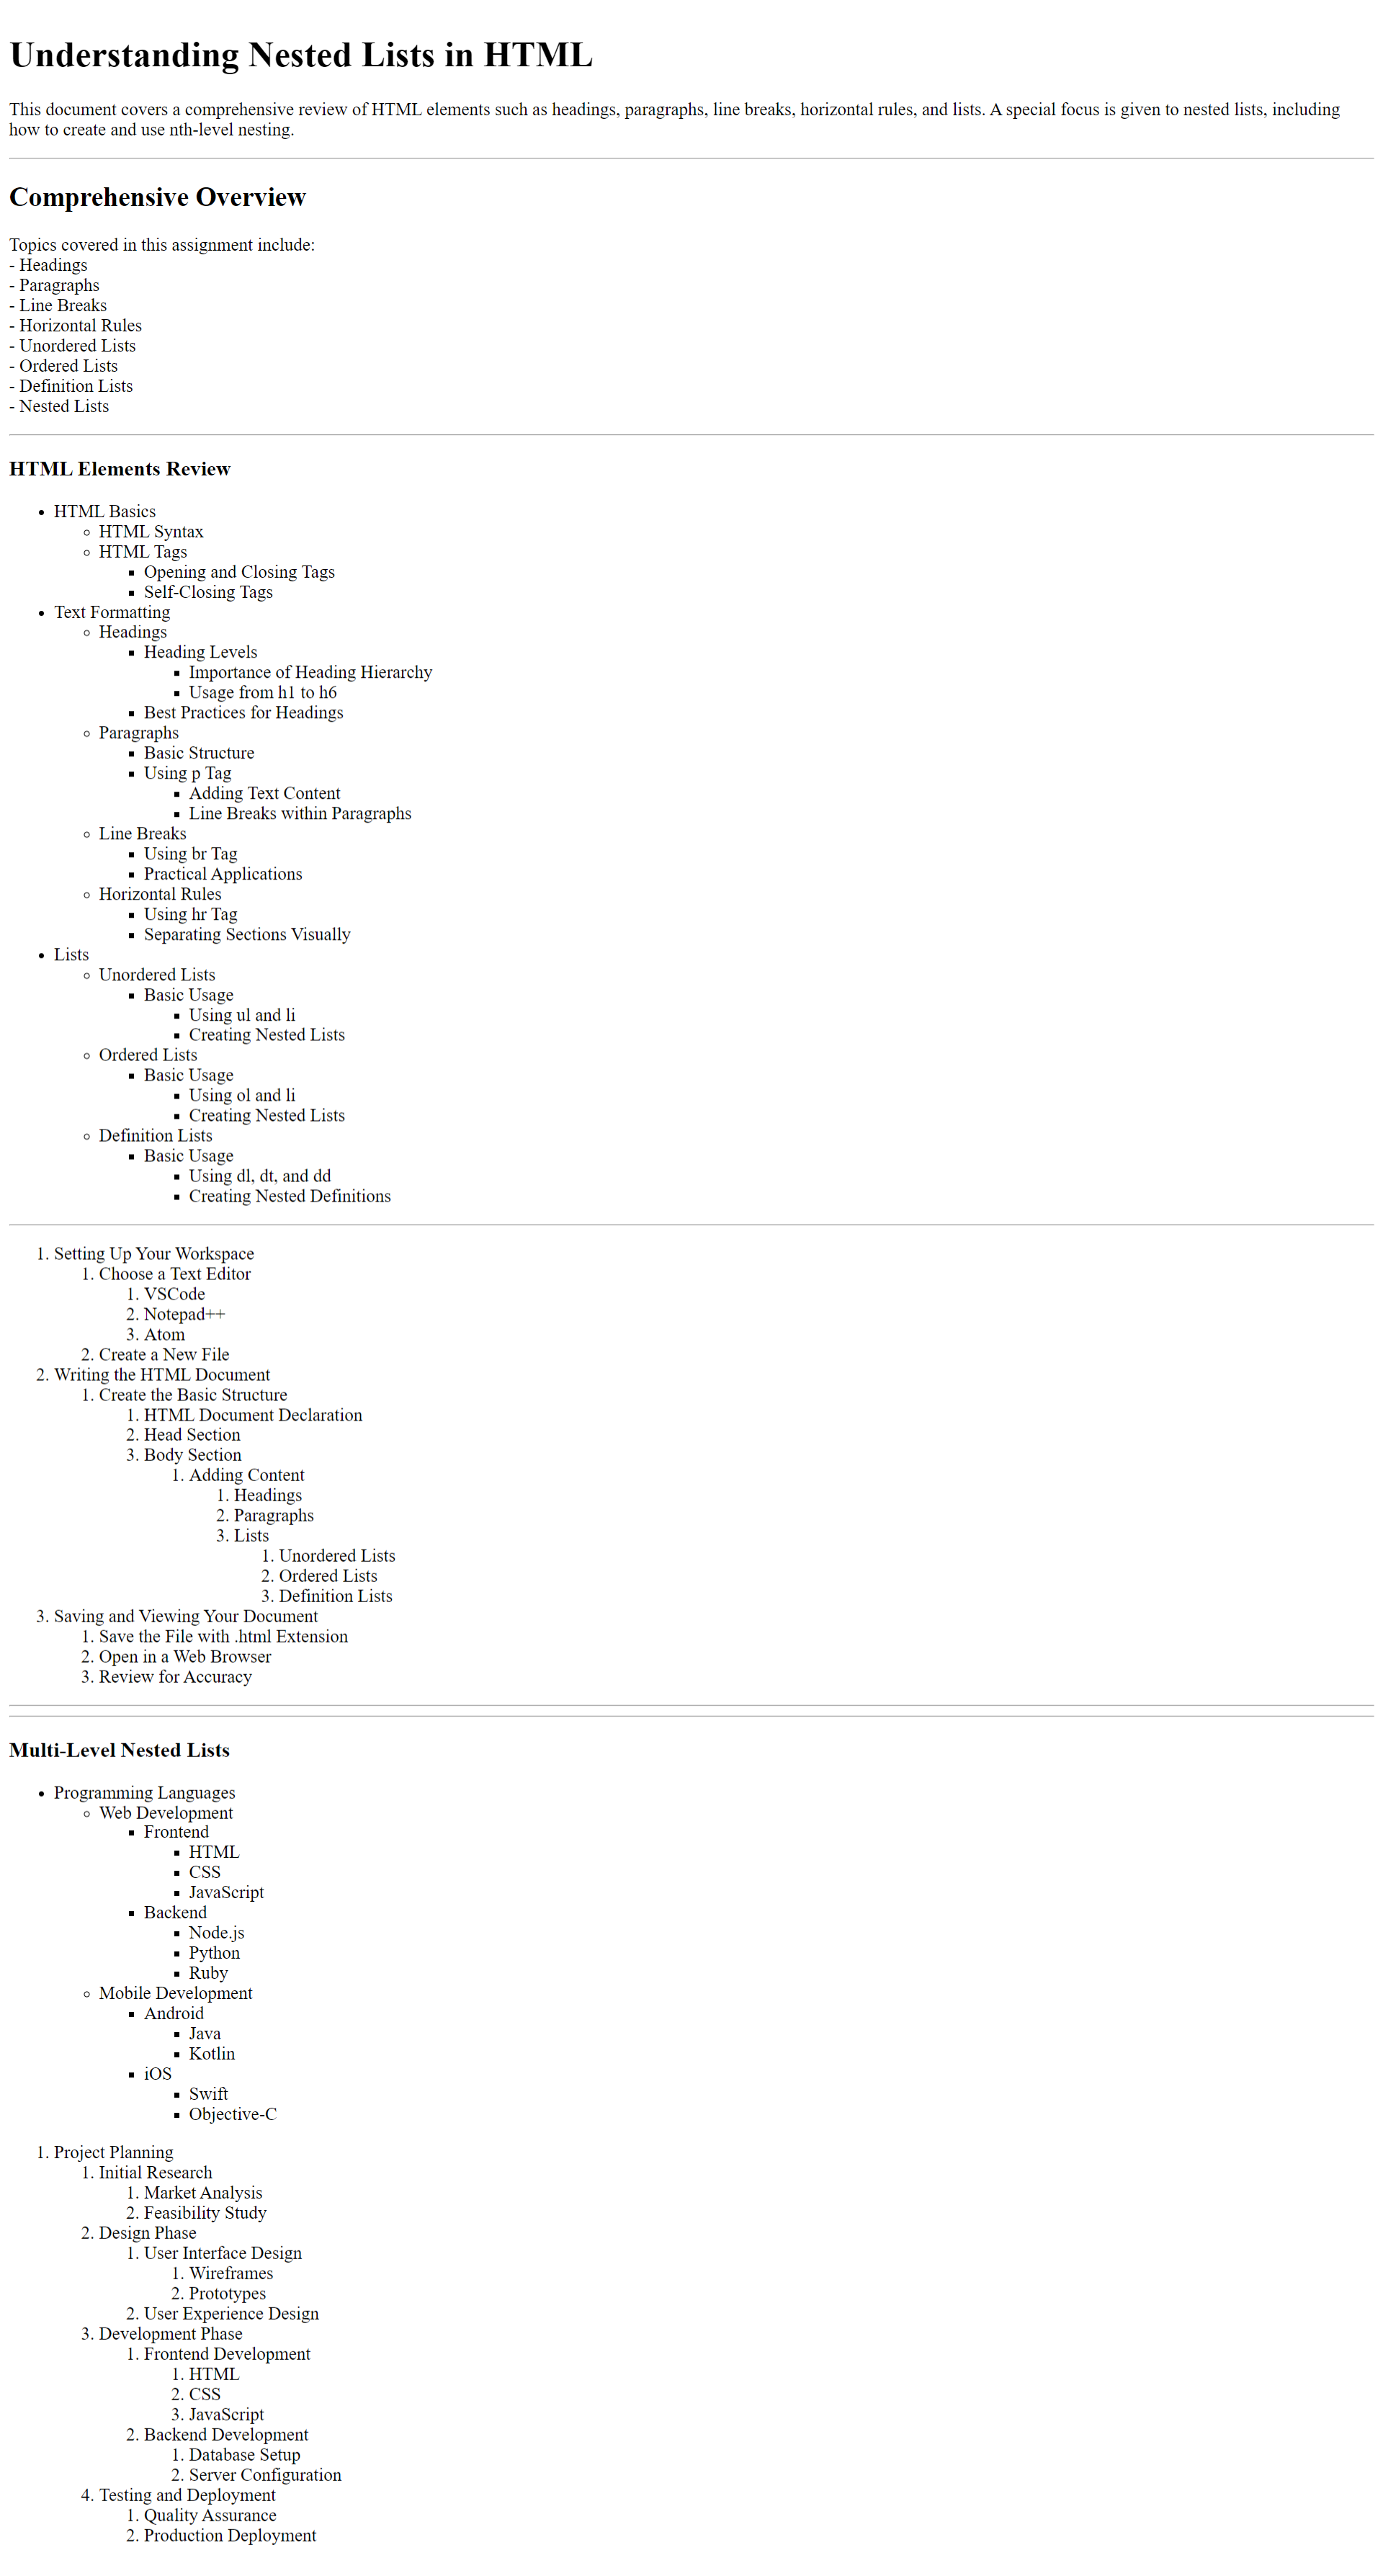 Understanding Nested Lists in HTML
This document covers a comprehensive review of HTML elements such as headings, paragraphs, line breaks, horizontal rules, and lists. A special focus is given to nested lists, including
how to create and use nth-level nesting.
Comprehensive Overview
Topics covered in this assignment include:
- Headings
- Paragraphs
- Line Breaks
- Horizontal Rules
- Unordered Lists
- Ordered Lists
- Definition Lists
- Nested Lists
HTML Elements Review
• HTML Basics
◦ HTML Syntax
◦ HTML Tags
▪ Opening and Closing Tags
▪ Self-Closing Tags
• Text Formatting
◦ Headings
▪ Heading Levels
▪ Importance of Heading Hierarchy
▪ Usage from h1 to h6
▪ Best Practices for Headings
◦ Paragraphs
▪ Basic Structure
▪ Using p Tag
▪ Adding Text Content
▪ Line Breaks within Paragraphs
◦ Line Breaks
▪ Using br Tag
▪ Practical Applications
◦ Horizontal Rules
▪ Using hr Tag
▪ Separating Sections Visually
• Lists
◦ Unordered Lists
▪ Basic Usage
▪ Using ul and li
▪ Creating Nested Lists
◦ Ordered Lists
▪ Basic Usage
▪ Using ol and li
▪ Creating Nested Lists
◦ Definition Lists
▪ Basic Usage
▪ Using dl, dt, and dd
▪ Creating Nested Definitions
1. Setting Up Your Workspace
1. Choose a Text Editor
1. VSCode
2. Notepad++
3. Atom
2. Create a New File
2. Writing the HTML Document
1. Create the Basic Structure
1. HTML Document Declaration
2. Head Section
3. Body Section
1. Adding Content
1. Headings
2. Paragraphs
3. Lists
1. Unordered Lists
2. Ordered Lists
3. Definition Lists
3. Saving and Viewing Your Document
1. Save the File with .html Extension
2. Open in a Web Browser
3. Review for Accuracy
Multi-Level Nested Lists
• Programming Languages
◦ Web Development
▪ Frontend
▪ HTML
▪ CSS
▪ JavaScript
▪ Backend
▪ Node.js
▪ Python
▪ Ruby
◦ Mobile Development
▪ Android
▪ Java
▪ Kotlin
▪ iOS
▪ Swift
▪ Objective-C
1. Project Planning
1. Initial Research
1. Market Analysis
2. Feasibility Study
2. Design Phase
1. User Interface Design
1. Wireframes
2. Prototypes
2. User Experience Design
3. Development Phase
1. Frontend Development
1. HTML
2. CSS
3. JavaScript
2. Backend Development
1. Database Setup
2. Server Configuration
4. Testing and Deployment
1. Quality Assurance
2. Production Deployment